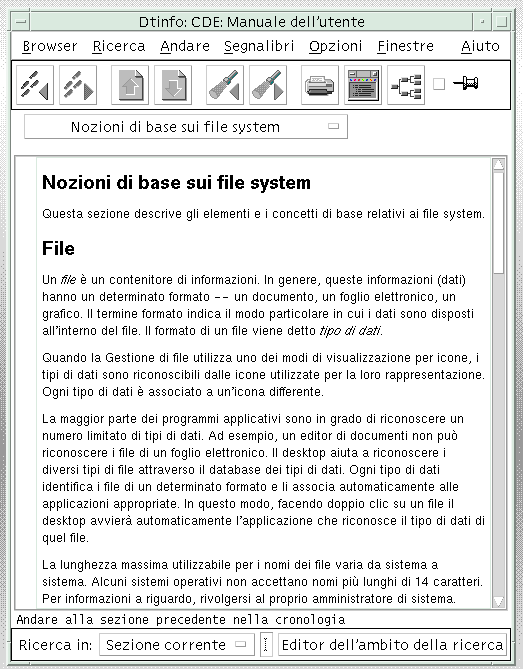 Dtinfo: CDE: Manuale dell'utente
Browser Ricerca Andare Segnalibri Opzioni Finestre Aiuto
Nozioni di base sui file system
Nozioni di base sui file system
Questa sezione descrive gli elementi e i concetti di base relativi ai file system.
File
Un file è un contenitore di informazioni. In genere, queste informazioni (dati)
hanno un determinato formato -- un documento, un foglio elettronico, un
grafico. Il termine formato indica il modo particolare in cui i dati sono disposti
all'interno del file. Il formato di un file viene detto tipo di dati.
Quando la Gestione di file utilizza uno dei modi di visualizzazione per icone, i
tipi di dati sono riconoscibili dalle icone utilizzate per la loro rappresentazione.
Ogni tipo di dati è associato a un'icona differente.
La maggior parte dei programmi applicativi sono in grado di riconoscere un
numero limitato di tipi di dati. Ad esempio, un editor di documenti non può
riconoscere i file di un foglio elettronico. Il desktop aiuta a riconoscere i
diversi tipi di file attraverso il database dei tipi di dati. Ogni tipo di dati
identifica i file di un determinato formato e li associa automaticamente alle
applicazioni appropriate. In questo modo, facendo doppio clic su un file il
desktop avvierà automaticamente l'applicazione che riconosce il tipo di dati di
quel file.
La lunghezza massima utilizzabile per i nomi dei file varia da sistema a
sistema. Alcuni sistemi operativi non accettano nomi più lunghi di 14 caratteri.
Per informazioni a riguardo, rivolgersi al proprio amministratore di sistema.
Andare alla sezione precedente nella cronologia
Ricerca in: Sezione corrente Editor dell'ambito della ricerca